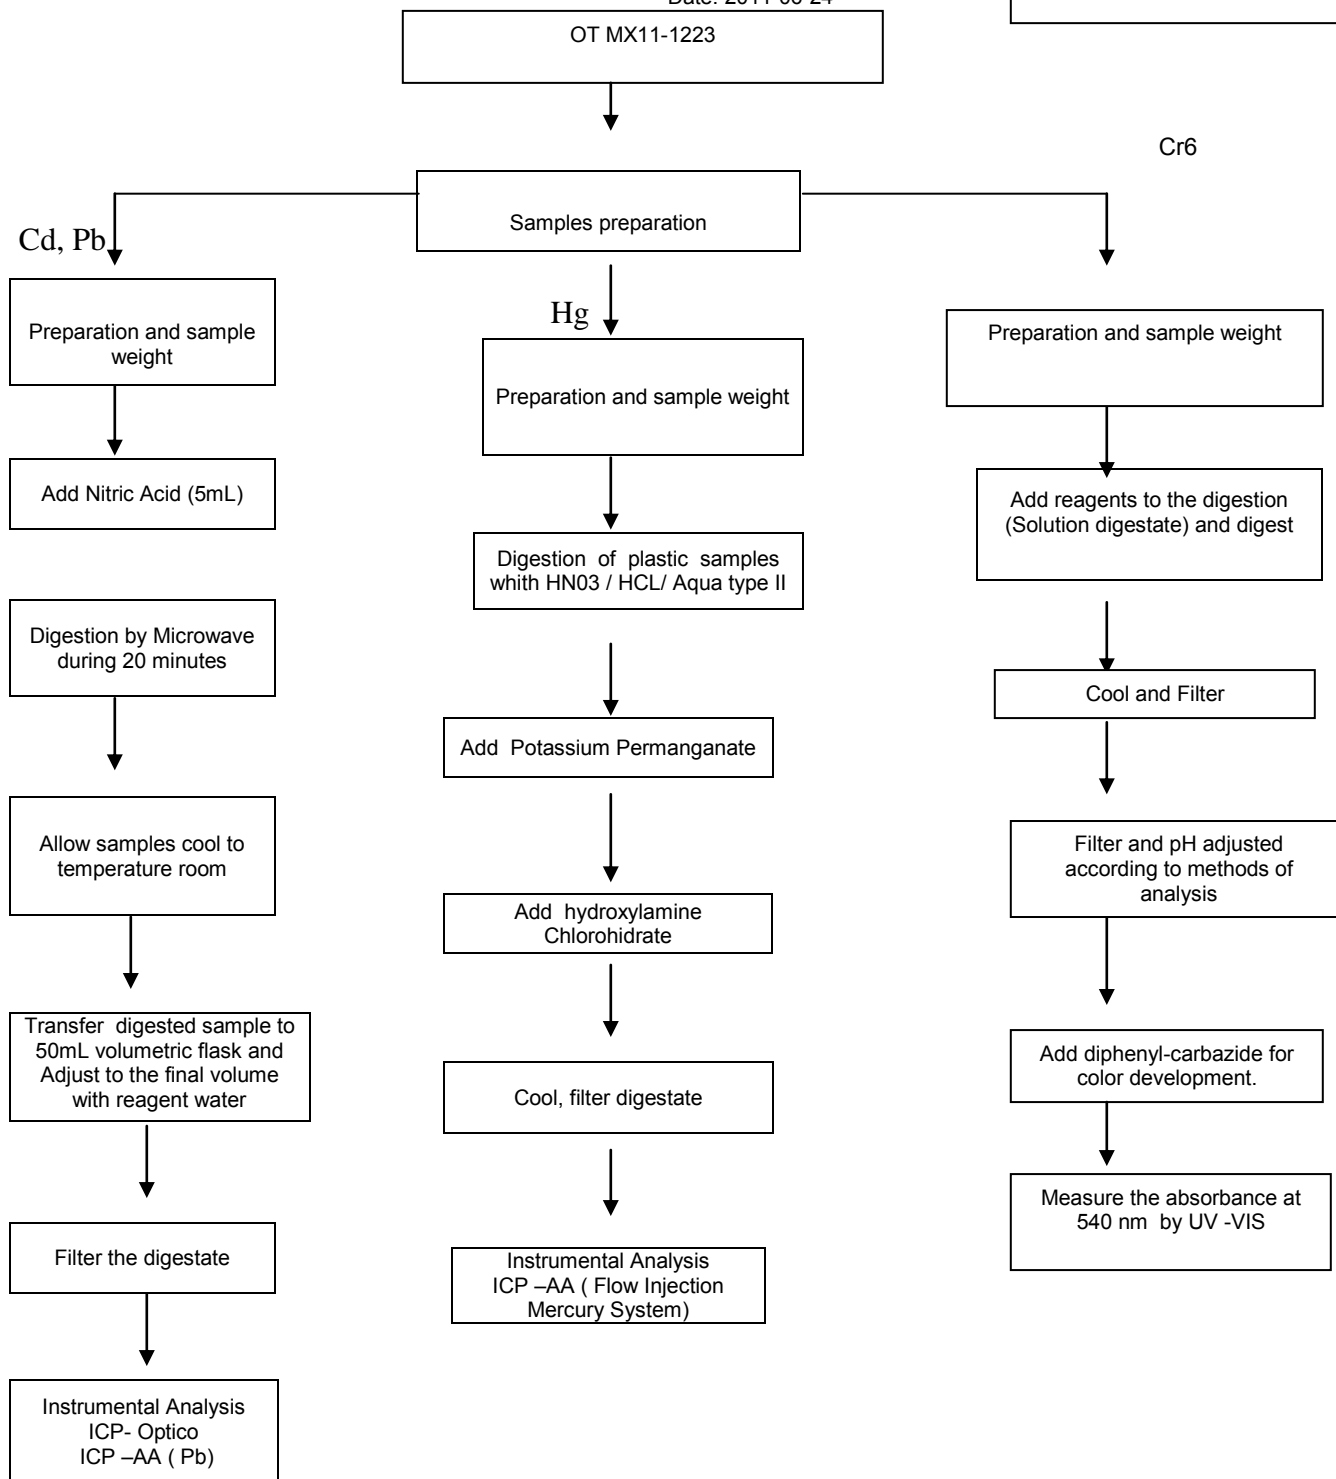 OT MX11-1223
Cr6
Samples preparation
Cd, Pb
Preparation and sample
weight
Add Nitric Acid (5mL)
Digestion by Microwave
during 20 minutes
Allow samples cool to
temperature room
Transfer digested sample to
50mL volumetric flask and
Adjust to the final volume
with reagent water
Filter the digestate
Instrumental Analysis
ICP- Optico
ICP –AA ( Pb)
Hg
Preparation and sample weight
Digestion of plastic samples
whith HN03 / HCL/ Aqua type II
Add Potassium Permanganate
Add hydroxylamine
Chlorohidrate
Cool, filter digestate
Instrumental Analysis
ICP –AA ( Flow Injection
Mercury System)
Preparation and sample weight
Add reagents to the digestion
(Solution digestate) and digest
Cool and Filter
Filter and pH adjusted
according to methods of
analysis
Add diphenyl-carbazide for
color development.
Measure the absorbance at
540 nm by UV -VIS